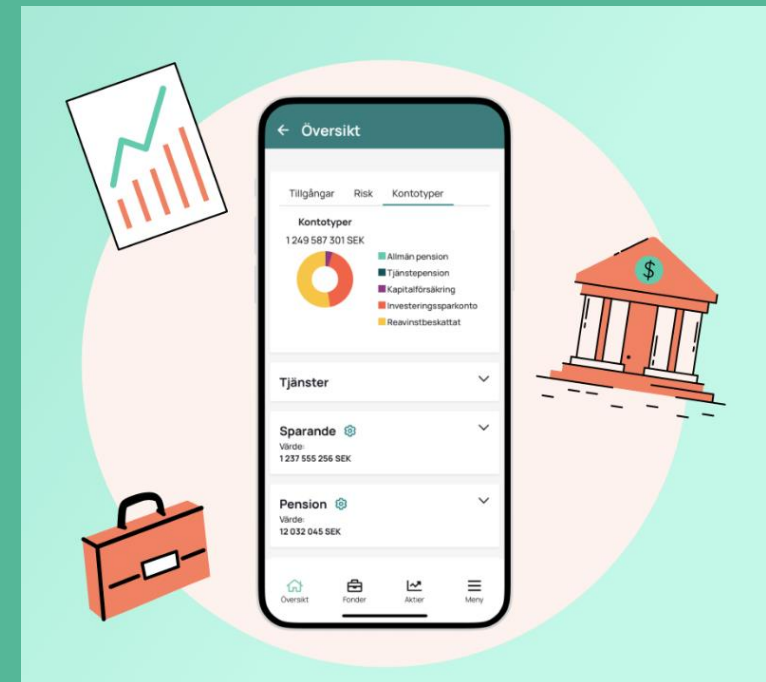 ← Översikt
Tillgångar Risk Kontotyper
Kontotyper
1 249 587 301 SEK
Allmän pension
Tjänstepension
Kapitalförsäkring
Investeringssparkonto
Reavinstbeskattat
Tjänster
Sparande
Värde:
1 237 555 256 SEK
Pension
Värde:
12 032 045 SEK
Översikt Fonder Aktier Meny
$